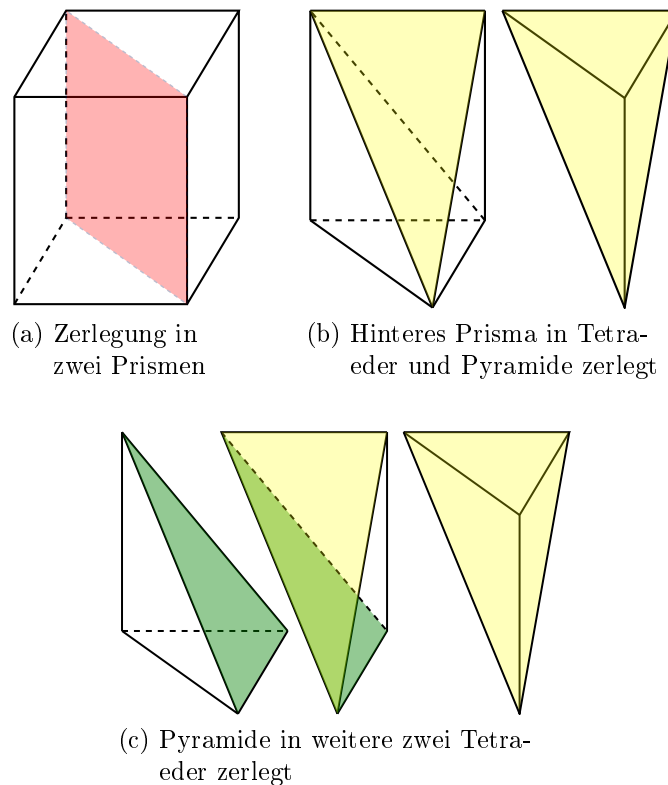 (a) Zerlegung in
zwei Prismen
(b) Hinteres Prisma in Tetra-
eder und Pyramide zerlegt
(c) Pyramide in weitere zwei Tetra-
eder zerlegt